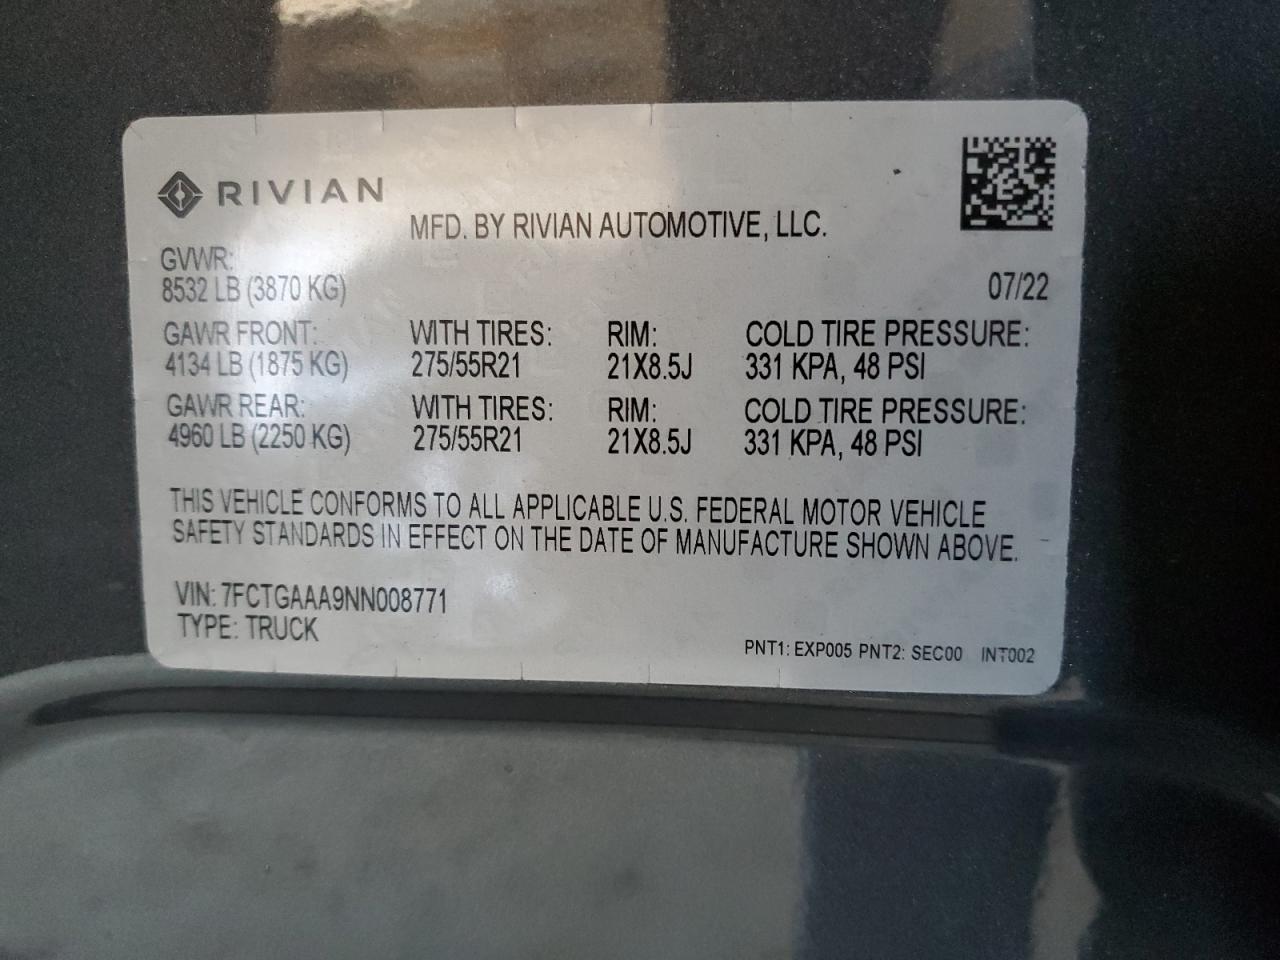 RIVIAN
MFD. BY RIVIAN AUTOMOTIVE, LLC.
GVWR:
8532 LB (3870 KG) 07/22
GAWR FRONT: WITH TIRES: RIM: COLD TIRE PRESSURE:
4134 LB (1875 KG) 275/55R21 21X8.5J 331 KPA, 48 PSI
GAWR REAR: WITH TIRES: RIM: COLD TIRE PRESSURE:
4960 LB (2250 KG) 275/55R21 21X8.5J 331 KPA, 48 PSI
THIS VEHICLE CONFORMS TO ALL APPLICABLE U.S. FEDERAL MOTOR VEHICLE
SAFETY STANDARDS IN EFFECT ON THE DATE OF MANUFACTURE SHOWN ABOVE.
VIN: 7FCTGAAA9NN008771
TYPE: TRUCK
PNT1: EXP005 PNT2: SEC00 INT002